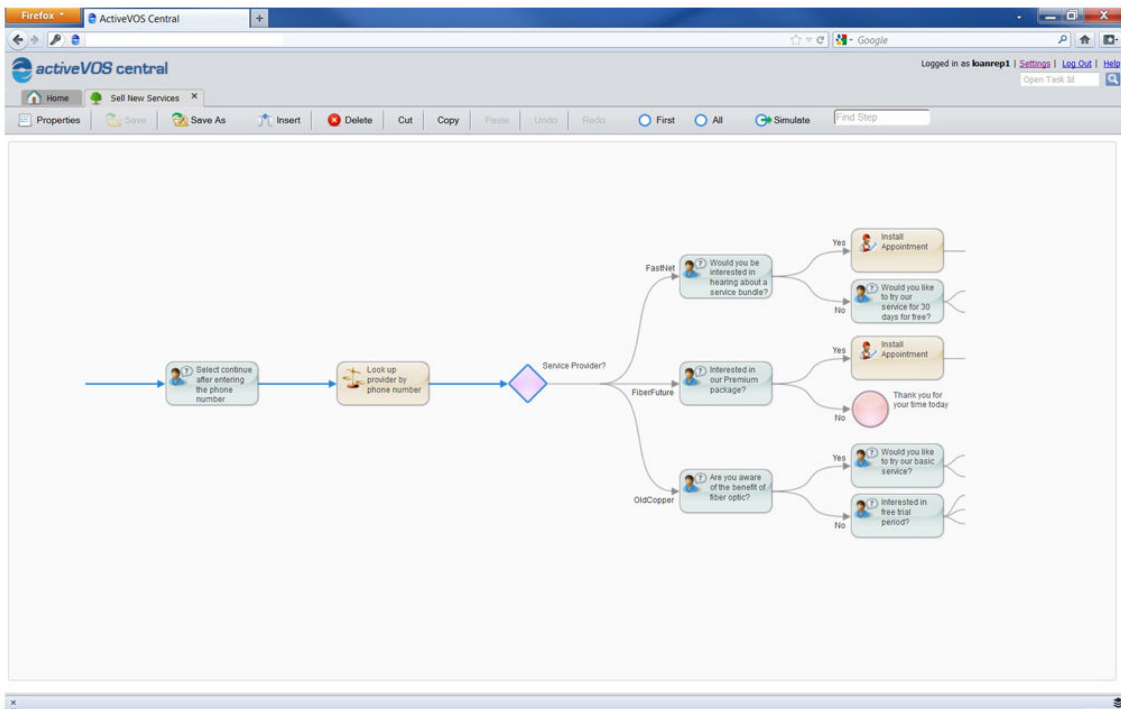 Firefox
ActiveVOS Central
Google
activeVOS central
Logged in as loanrep1 | Settings | Log Out | Help
Open Task Id
Home
Sell New Services
Properties
Save
Save As
Insert
Delete
Cut
Copy
Paste
Undo
Redo
First
All
Simulate
Find Step
Select continue
after entering
the phone
number
Look up
provider by
phone number
Service Provider?
FastNet
Would you be
interested in
hearing about a
service bundle?
Yes
Install
Appointment
No
Would you like
to try our
service for 30
days for free?
FiberFuture
Interested in
our Premium
package?
Yes
Install
Appointment
No
Thank you for
your time today
OldCopper
Are you aware
of the benefit of
fiber optic?
Yes
Would you like
to try our basic
service?
No
Interested in
free trial
period?